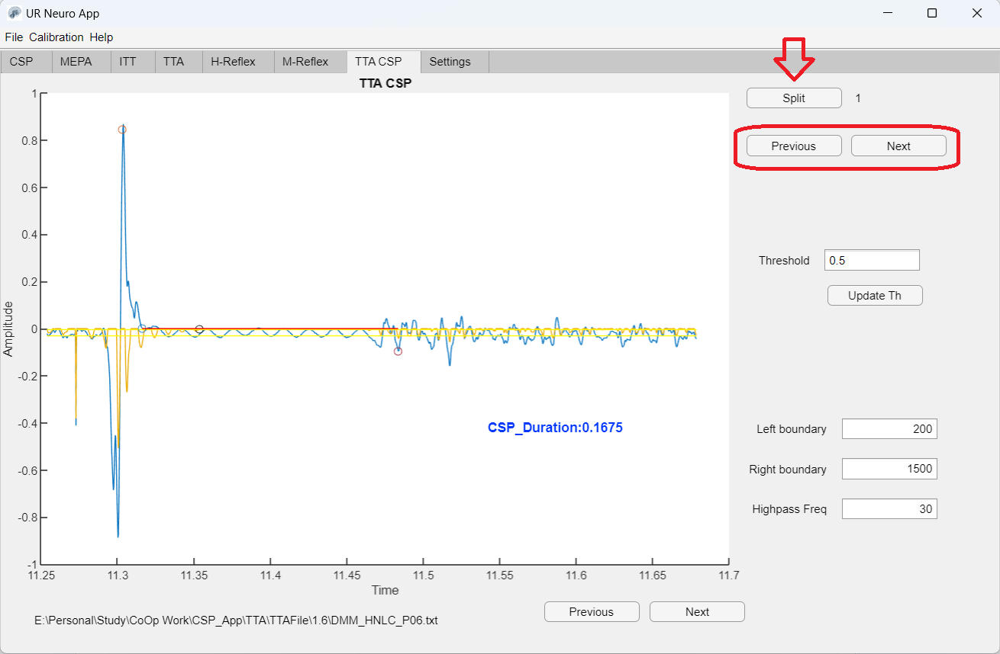 UR Neuro App
File Calibration Help
CSP MEPA ITT TTA H-Reflex M-Reflex TTA CSP Settings
TTA CSP
Split 1
Previous Next
Threshold 0.5
Update Th
Left boundary 200
Right boundary 1500
Highpass Freq 30
1
0.8
0.6
0.4
0.2
0
-0.2
-0.4
-0.6
-0.8
-1
Amplitude
CSP_Duration:0.1675
11.25 11.3 11.35 11.4 11.45 11.5 11.55 11.6 11.65 11.7
Time
Previous Next
E:\Personal\Study\CoOp Work\CSP_App\TTA\TTAFile\1.6\DMM_HNLC_P06.txt